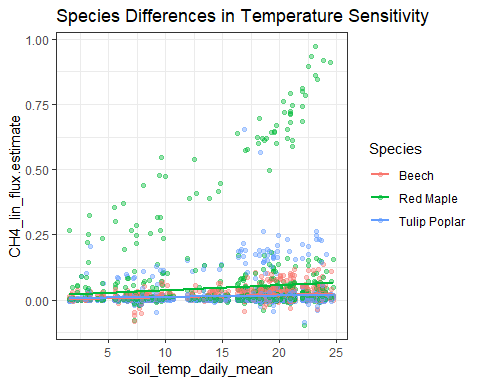 Species Differences in Temperature Sensitivity
1.00
0.75
0.50
0.25
0.00
CH4_lin_flux.estimate
5 10 15 20 25
soil_temp_daily_mean
Species
Beech
Red Maple
Tulip Poplar